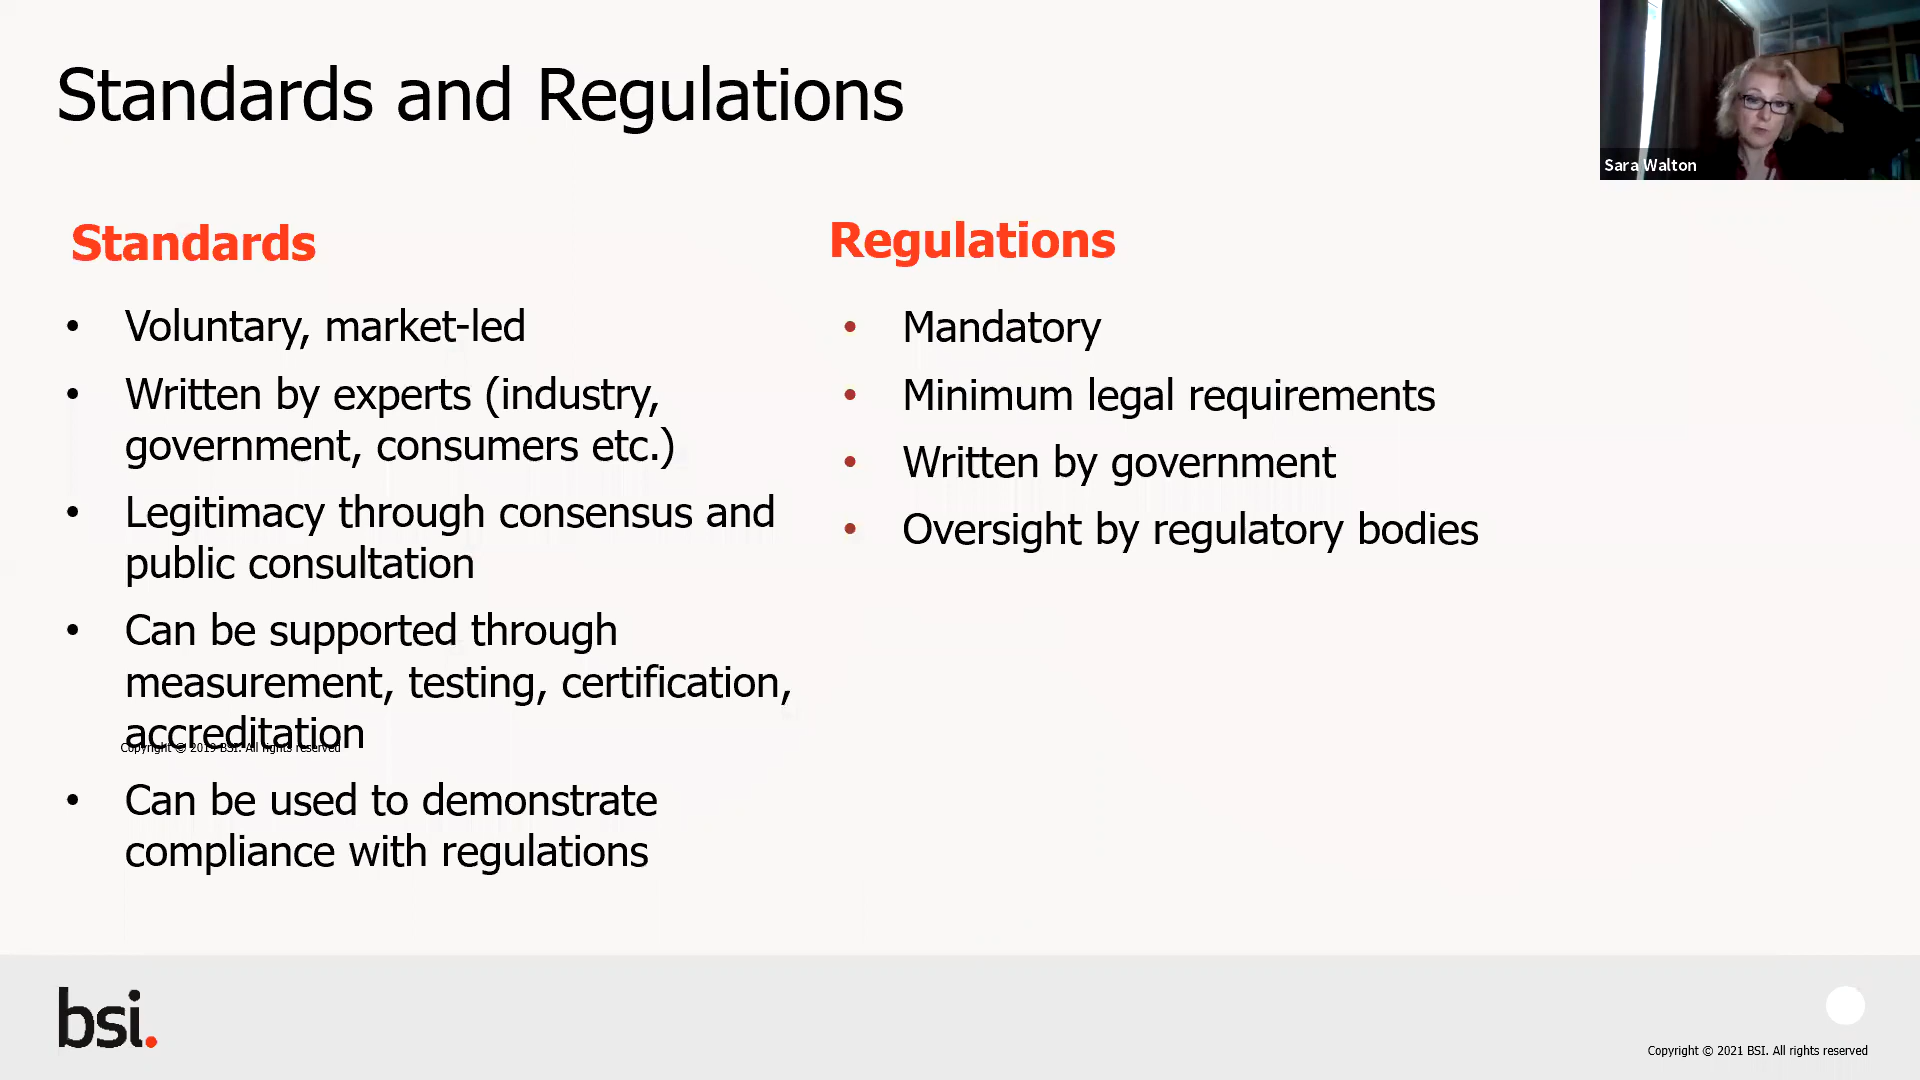 Standards and Regulations
Sara Walton
Standards
• Voluntary, market-led
• Written by experts (industry,
government, consumers etc.)
• Legitimacy through consensus and
public consultation
• Can be supported through
measurement, testing, certification,
accreditation
Copyright © 2019 BSI. All rights reserved
• Can be used to demonstrate
compliance with regulations
Regulations
• Mandatory
• Minimum legal requirements
• Written by government
• Oversight by regulatory bodies
bsi.
Copyright © 2021 BSI. All rights reserved